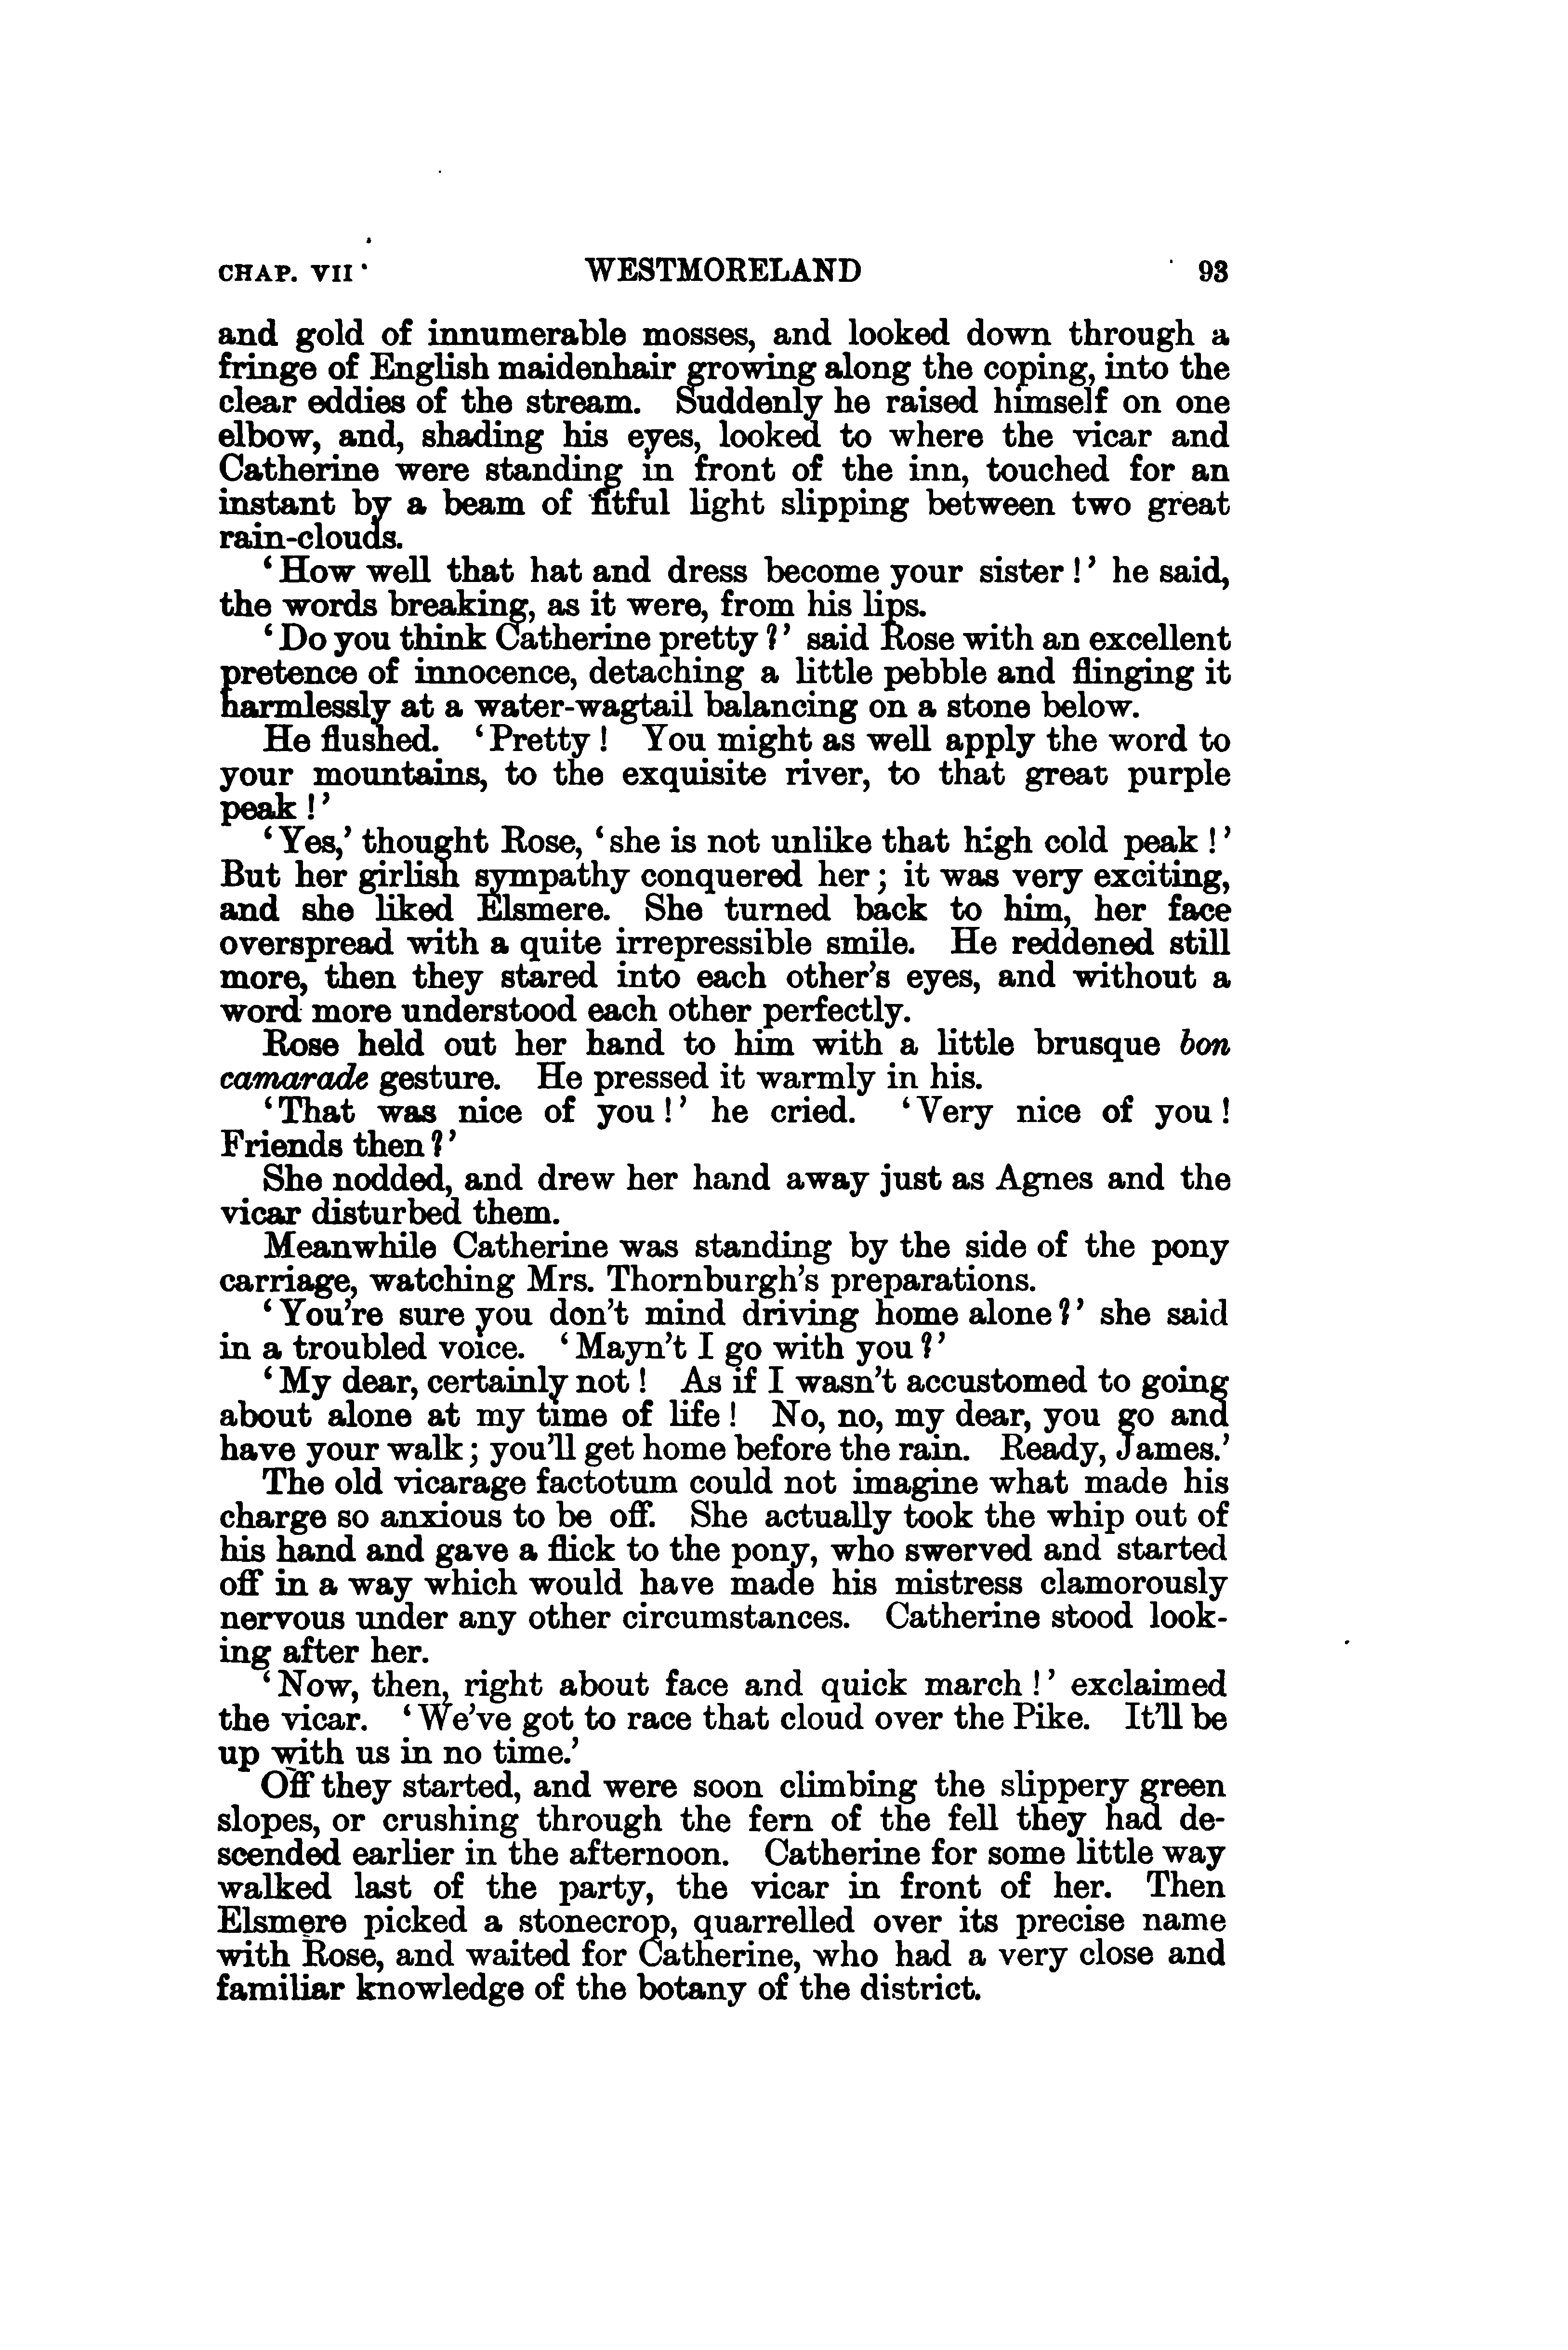 CHAP. VII WESTMORELAND 93
and gold of innumerable mosses, and looked down through a
fringe of English maidenhair growing along the coping, into the
clear eddies of the stream. Suddenly he raised himself on one
elbow, and, shading his eyes, looked to where the vicar and
Catherine were standing in front of the inn, touched for an
instant by a beam of fitful light slipping between two great
rain-clouds.
‘How well that hat and dress become your sister!’ he said,
the words breaking, as it were, from his lips.
‘Do you think Catherine pretty?’ said Rose with an excellent
pretence of innocence, detaching a little pebble and flinging it
harmlessly at a water-wagtail balancing on a stone below.
He flushed. ‘Pretty! You might as well apply the word to
your mountains, to the exquisite river, to that great purple
peak!’
‘Yes,’ thought Rose, ‘she is not unlike that high cold peak!’
But her girlish sympathy conquered her; it was very exciting,
and she liked Elsmere. She turned back to him, her face
overspread with a quite irrepressible smile. He reddened still
more, then they stared into each other’s eyes, and without a
word more understood each other perfectly.
Rose held out her hand to him with a little brusque bon
camarade gesture. He pressed it warmly in his.
‘That was nice of you!’ he cried. ‘Very nice of you!
Friends then?’
She nodded, and drew her hand away just as Agnes and the
vicar disturbed them.
Meanwhile Catherine was standing by the side of the pony
carriage, watching Mrs. Thornburgh’s preparations.
‘You’re sure you don’t mind driving home alone?’ she said
in a troubled voice. ‘Mayn’t I go with you?’
‘My dear, certainly not! As if I wasn’t accustomed to going
about alone at my time of life! No, no, my dear, you go and
have your walk; you’ll get home before the rain. Ready, James.’
The old vicarage factotum could not imagine what made his
charge so anxious to be off. She actually took the whip out of
his hand and gave a flick to the pony, who swerved and started
off in a way which would have made his mistress clamorously
nervous under any other circumstances. Catherine stood look-
ing after her.
‘Now, then, right about face and quick march!’ exclaimed
the vicar. ‘We’ve got to race that cloud over the Pike. It’ll be
up with us in no time.’
Off they started, and were soon climbing the slippery green
slopes, or crushing through the fern of the fell they had de-
scended earlier in the afternoon. Catherine for some little way
walked last of the party, the vicar in front of her. Then
Elsmere picked a stonecrop, quarrelled over its precise name
with Rose, and waited for Catherine, who had a very close and
familiar knowledge of the botany of the district.